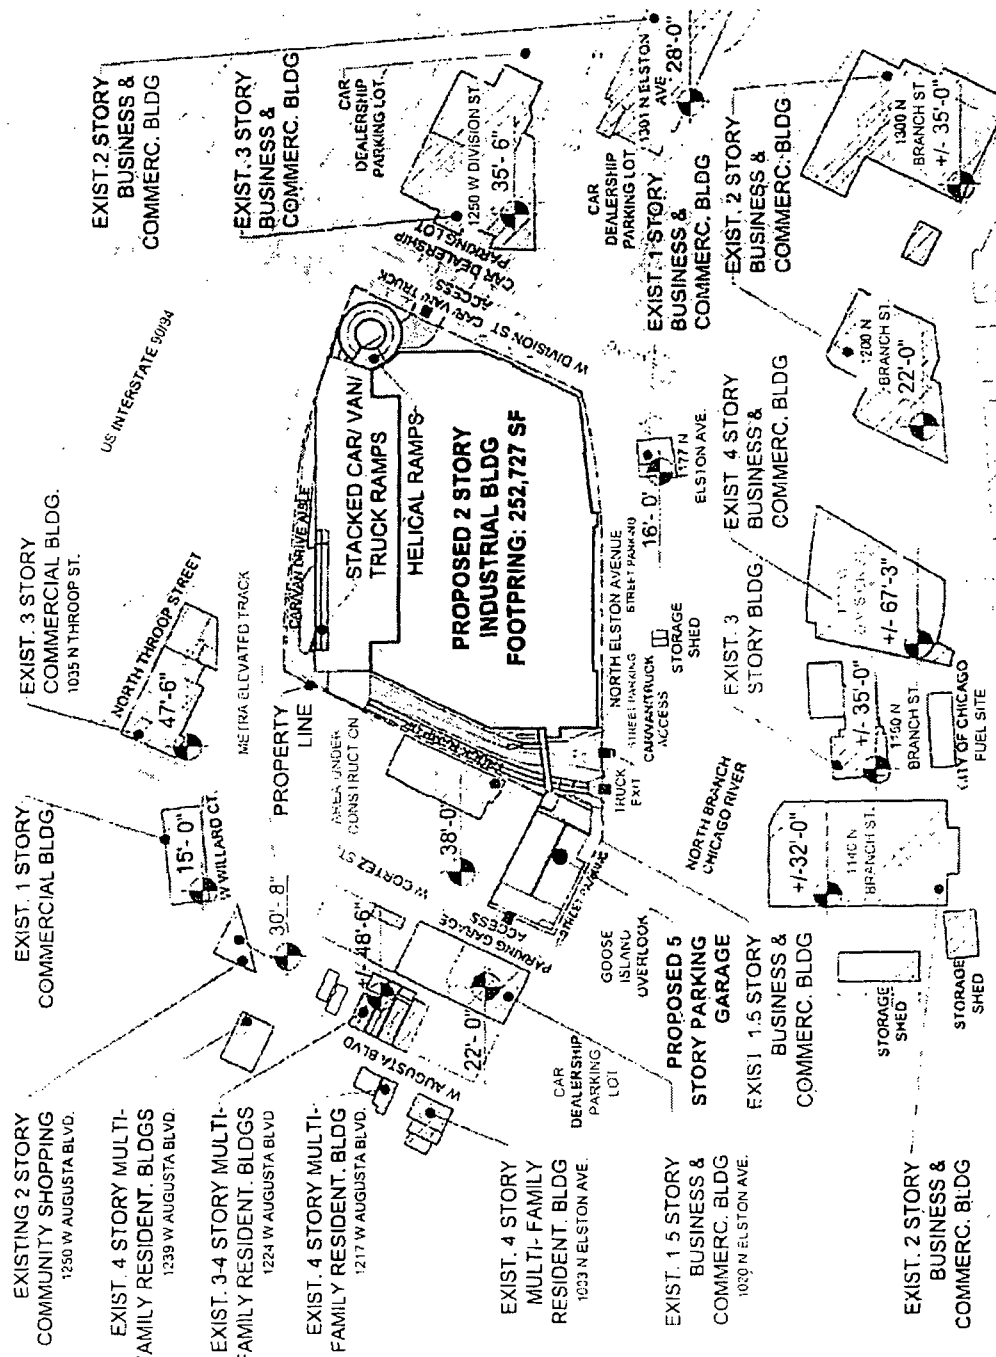 EXIST. 2 STORY
BUSINESS &
COMMERC. BLDG
EXIST. 3 STORY
BUSINESS &
COMMERC. BLDG
CAR
DEALERSHIP
PARKING LOT
1250 W DIVISION ST.
35'- 6"
CAR DEALERSHIP
PARKING LOT
CAR
DEALERSHIP
PARKING LOT
1301 N ELSTON
AVE
28'-0"
EXIST. 1 STORY
BUSINESS &
COMMERC. BLDG
EXIST. 2 STORY
BUSINESS &
COMMERC. BLDG
1300 N
BRANCH ST
+/- 35'-0"
US INTERSTATE 90/94
W DIVISION ST CAR/ VAN/ TRUCK
ACCESS
W DIVISION ST
1200 N
BRANCH ST.
22'-0"
EXIST 4 STORY
BUSINESS &
COMMERC. BLDG
STACKED CAR/ VAN/
TRUCK RAMPS
HELICAL RAMPS
PROPOSED 2 STORY
INDUSTRIAL BLDG
FOOTPRING: 252,727 SF
CAR/VAN DRIVE AISLE
16'- 0'
1177 N
ELSTON AVE.
NORTH ELSTON AVENUE
STREET PARKING
STREET PARKING
STORAGE
SHED
CAR/VAN/TRUCK
ACCESS
TRUCK
EXIT
EXIST. 3
STORY BLDG
+/- 67'-3"
+/- 35'-0"
1160 N
BRANCH ST.
CITY OF CHICAGO
FUEL SITE
EXIST. 3 STORY
COMMERCIAL BLDG.
1035 N THROOP ST.
NORTH THROOP STREET
47'-6"
METRA ELEVATED TRACK
PROPERTY
LINE
AREA UNDER
CONSTRUCTION
38'-0"
W CORTEZ ST.
NORTH BRANCH
CHICAGO RIVER
+/-32'-0"
1140 N
BRANCH ST.
EXIST. 1 STORY
COMMERCIAL BLDG
15'- 0"
W WILLARD CT.
30'- 8"
48'-6"
PARKING GARAGE
ACCESS
STREET PARKING
22'- 0"
W AUGUSTA BLVD
GOOSE
ISLAND
OVERLOOK
PROPOSED 5
STORY PARKING
GARAGE
EXIST 1.5 STORY
BUSINESS &
COMMERC. BLDG
STORAGE
SHED
STORAGE
SHED
CAR
DEALERSHIP
PARKING
LOT
EXISTING 2 STORY
COMMUNITY SHOPPING
1250 W AUGUSTA BLVD.
EXIST. 4 STORY MULTI-
FAMILY RESIDENT. BLDGS
1239 W AUGUSTA BLVD.
EXIST. 3-4 STORY MULTI-
FAMILY RESIDENT. BLDGS
1224 W AUGUSTA BLVD
EXIST. 4 STORY MULTI-
FAMILY RESIDENT. BLDG
1217 W AUGUSTA BLVD.
EXIST. 4 STORY
MULTI- FAMILY
RESIDENT. BLDG
1003 N ELSTON AVE.
EXIST. 1 5 STORY
BUSINESS &
COMMERC. BLDG
1020 N ELSTON AVE.
EXIST. 2 STORY
BUSINESS &
COMMERC. BLDG